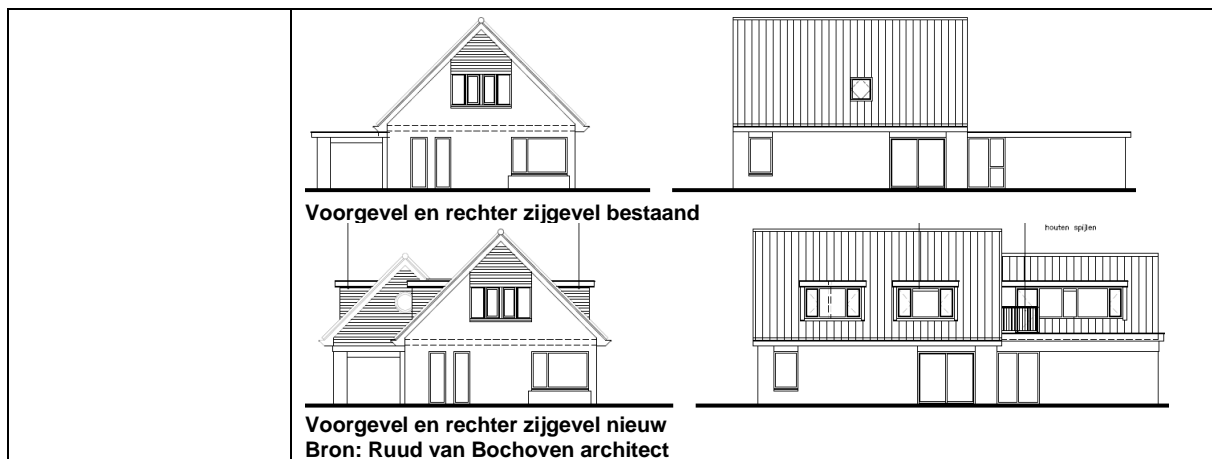 Voorgevel en rechter zijgevel bestaand
houten spijlen
Voorgevel en rechter zijgevel nieuw
Bron: Ruud van Bochoven architect